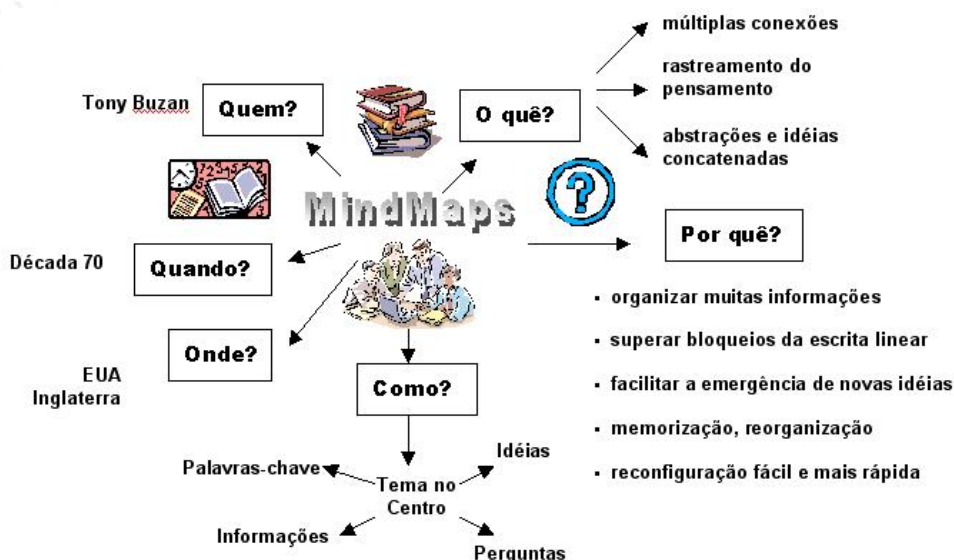 múltiplas conexões
rastreamento do
pensamento
abstrações e idéias
concatenadas
O quê?
Tony Buzan
Quem?
MindMaps
Por quê?
Década 70
Quando?
▪ organizar muitas informações
▪ superar bloqueios da escrita linear
▪ facilitar a emergência de novas idéias
▪ memorização, reorganização
▪ reconfiguração fácil e mais rápida
Onde?
EUA
Inglaterra
Como?
Palavras-chave
Idéias
Tema no
Centro
Informações
Perguntas